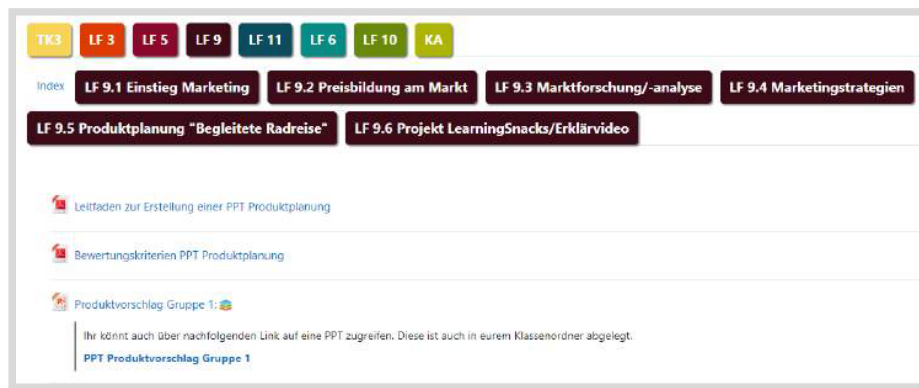 TK3 LF 3 LF 5 LF 9 LF 11 LF 6 LF 10 KA
Index LF 9.1 Einstieg Marketing LF 9.2 Preisbildung am Markt LF 9.3 Marktforschung/-analyse LF 9.4 Marketingstrategien
LF 9.5 Produktplanung "Begleitete Radreise" LF 9.6 Projekt LearningSnacks/Erklärvideo
Leitfaden zur Erstellung einer PPT Produktplanung
Bewertungskriterien PPT Produktplanung
Produktvorschlag Gruppe 1:
Ihr könnt auch über nachfolgenden Link auf eine PPT zugreifen. Diese ist auch in eurem Klassenordner abgelegt.
PPT Produktvorschlag Gruppe 1